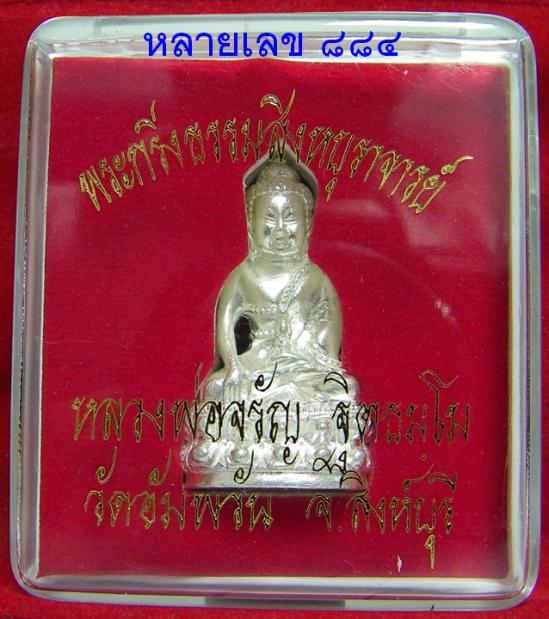 หลายเลข ๘๘๔
พระกริ่งธรรมสิงหบุราจารย์
หลวงพ่อจรัญ ฐิตธมฺโม
วัดอัมพวัน จ.สิงห์บุรี